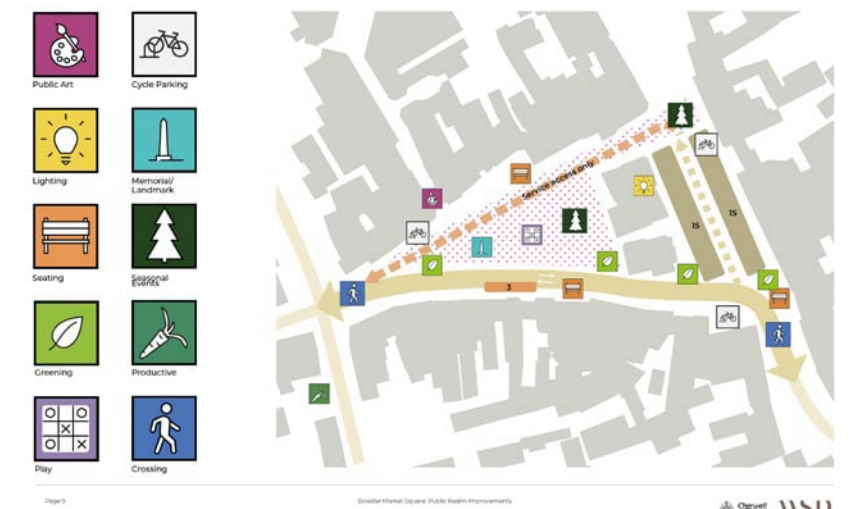 Public Art
Cycle Parking
Lighting
Memorial/
Landmark
Seating
Seasonal
Events
Greening
Productive
Play
Crossing
Service access only
15
15
3
Page 9
Bicester Market Square: Public Realm Improvements
Cherwell
WSP